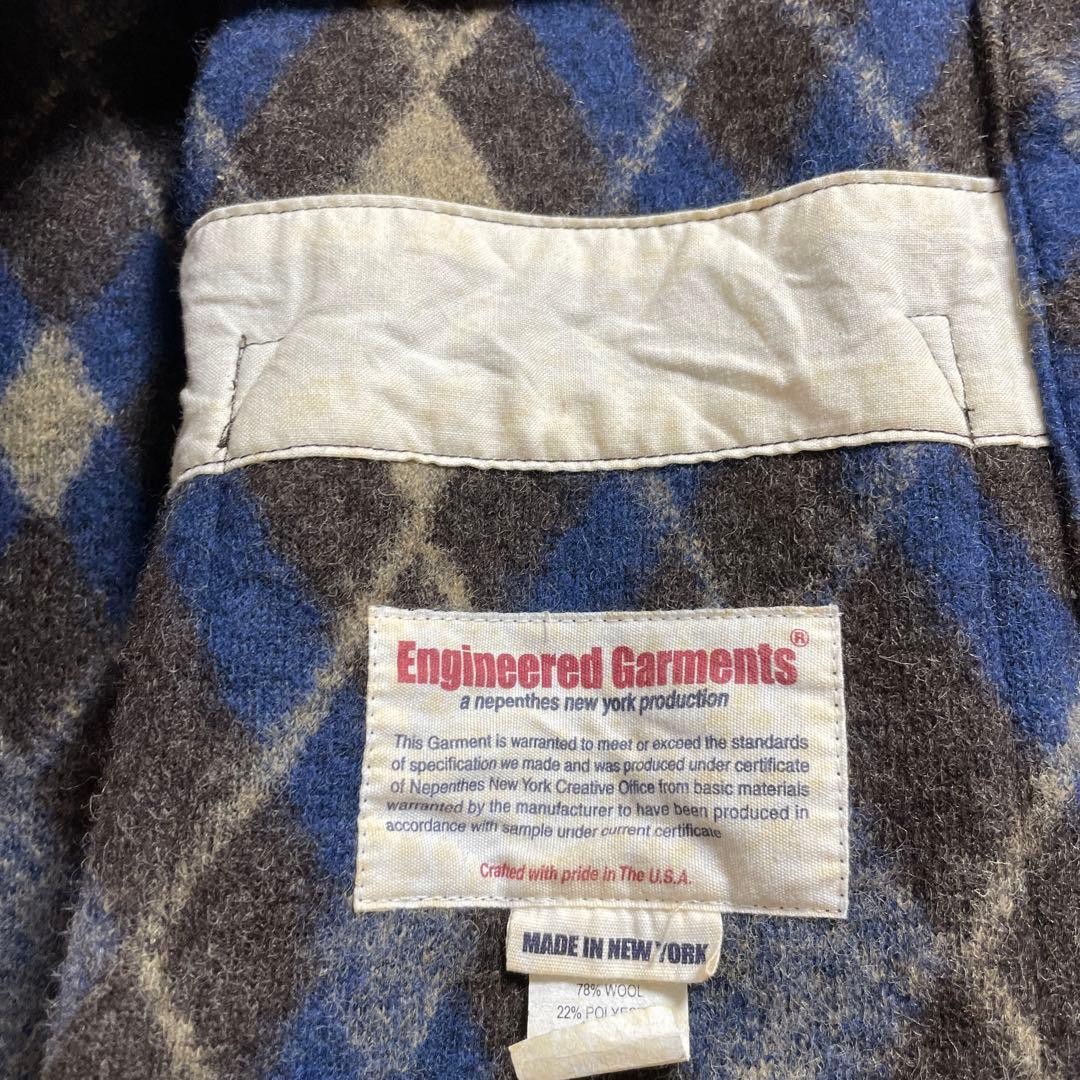 Engineered Garments®
a nepenthes new york production
This Garment is warranted to meet or exceed the standards
of specification we made and was produced under certificate
of Nepenthes New York Creative Office from basic materials
warranted by the manufacturer to have been produced in
accordance with sample under current certificate
Crafted with pride in The U.S.A.
MADE IN NEW YORK
78% WOOL
22%